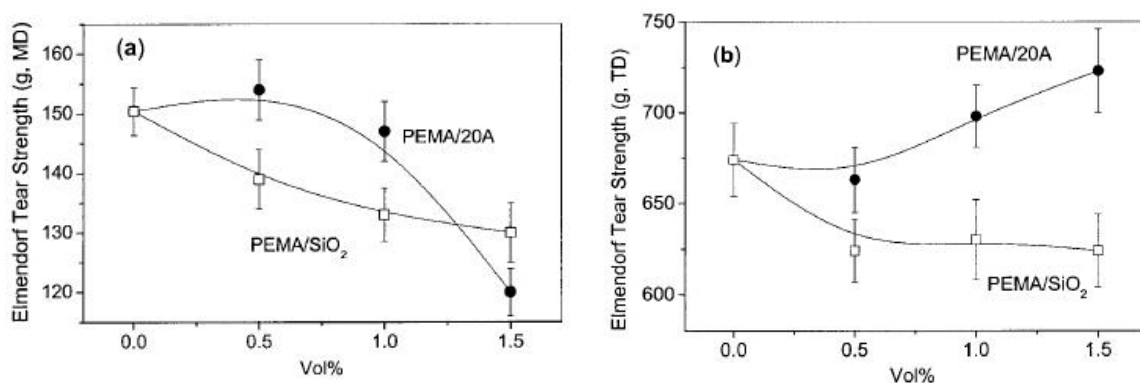 (a)
160
150
140
130
120
Elmendorf Tear Strength (g, MD)
PEMA/20A
PEMA/SiO₂
0.0 0.5 1.0 1.5
Vol%
(b)
750
700
650
600
Elmendorf Tear Strength (g, TD)
PEMA/20A
PEMA/SiO₂
0.0 0.5 1.0 1.5
Vol%